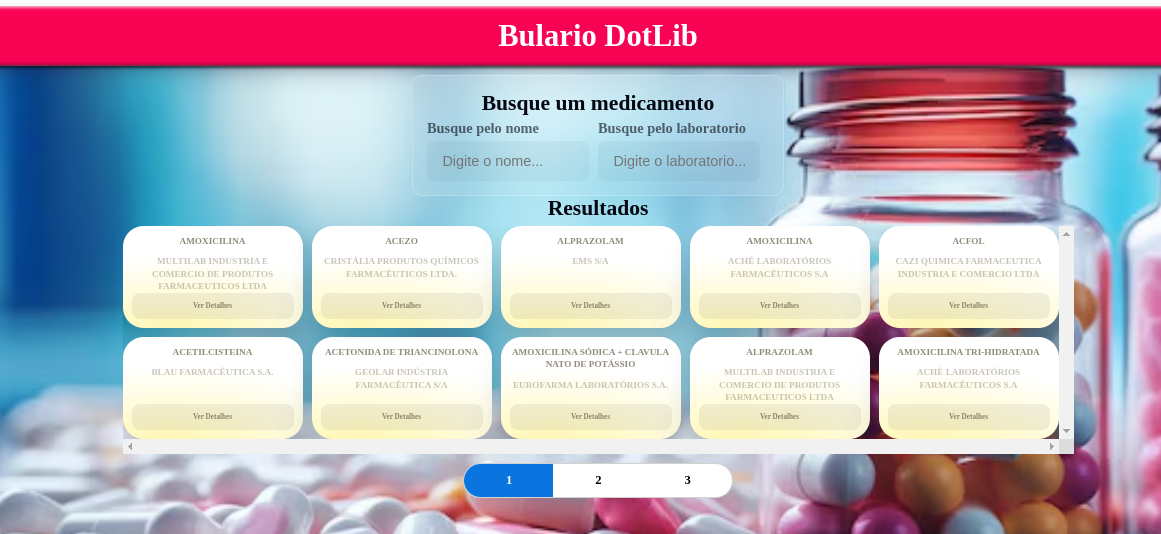 Bulario DotLib
Busque um medicamento
Busque pelo nome
Busque pelo laboratorio
Digite o nome...
Digite o laboratorio...
Resultados
AMOXICILINA
MULTILAB INDUSTRIA E
COMERCIO DE PRODUTOS
FARMACEUTICOS LTDA
Ver Detalhes
ACEZO
CRISTÁLIA PRODUTOS QUÍMICOS
FARMACÊUTICOS LTDA.
Ver Detalhes
ALPRAZOLAM
EMS S/A
Ver Detalhes
AMOXICILINA
ACHÉ LABORATÓRIOS
FARMACÊUTICOS S.A
Ver Detalhes
ACFOL
CAZI QUIMICA FARMACEUTICA
INDUSTRIA E COMERCIO LTDA
Ver Detalhes
ACETILCISTEINA
BLAU FARMACÊUTICA S.A.
Ver Detalhes
ACETONIDA DE TRIANCINOLONA
GEOLAB INDÚSTRIA
FARMACÊUTICA S/A
Ver Detalhes
AMOXICILINA SÓDICA + CLAVULA
NATO DE POTÁSSIO
EUROFARMA LABORATÓRIOS S.A.
Ver Detalhes
ALPRAZOLAM
MULTILAB INDUSTRIA E
COMERCIO DE PRODUTOS
FARMACEUTICOS LTDA
Ver Detalhes
AMOXICILINA TRI-HIDRATADA
ACHÉ LABORATÓRIOS
FARMACÊUTICOS S.A
Ver Detalhes
1 2 3